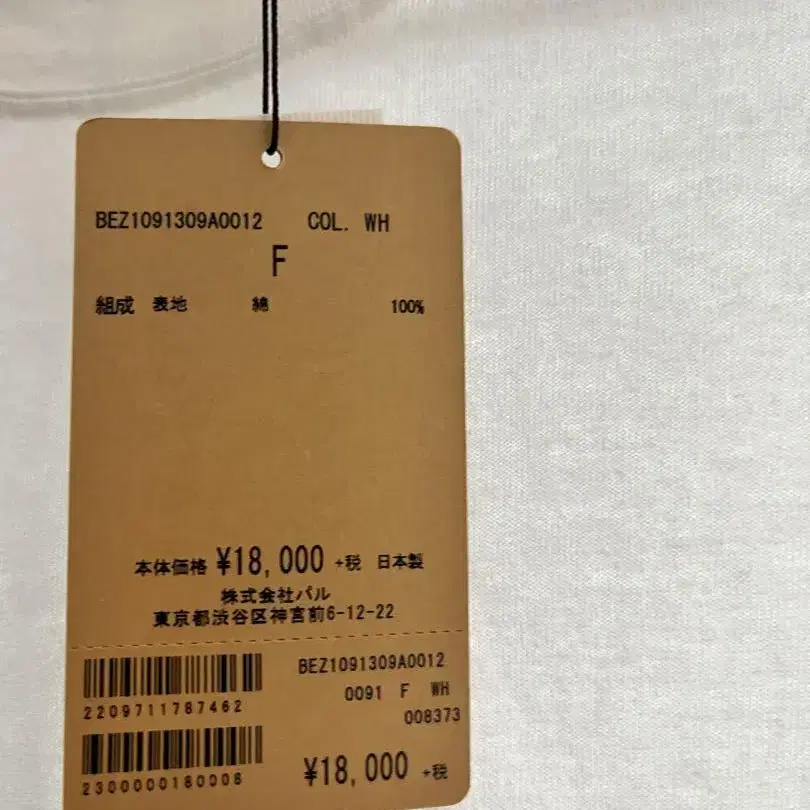 BEZ1091309A0012 COL. WH
F
組成 表地 綿 100%
本体価格 ¥18,000 +税 日本製
株式会社パル
東京都渋谷区神宮前6-12-22
BEZ1091309A0012
0091 F WH
008373
2209711787462
2300000180008
¥18,000 +税